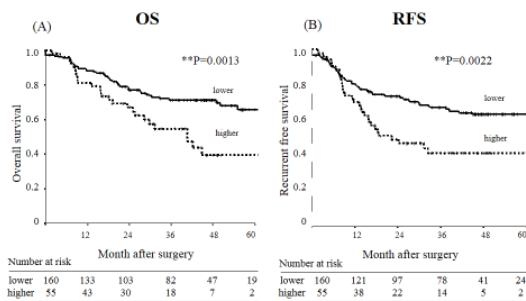 OS
RFS
(A)
(B)
**P=0.0013
**P=0.0022
Overall survival
Recurrent free survival
1.0
0.8
0.6
0.4
0.2
0
1.0
0.8
0.6
0.4
0.2
0
lower
higher
lower
higher
12 24 36 48 60
12 24 36 48 60
Month after surgery
Month after surgery
Number at risk
lower 160 133 103 82 47 19
higher 55 43 30 18 7 2
Number at risk
lower 160 121 97 78 41 24
higher 55 38 22 14 5 2